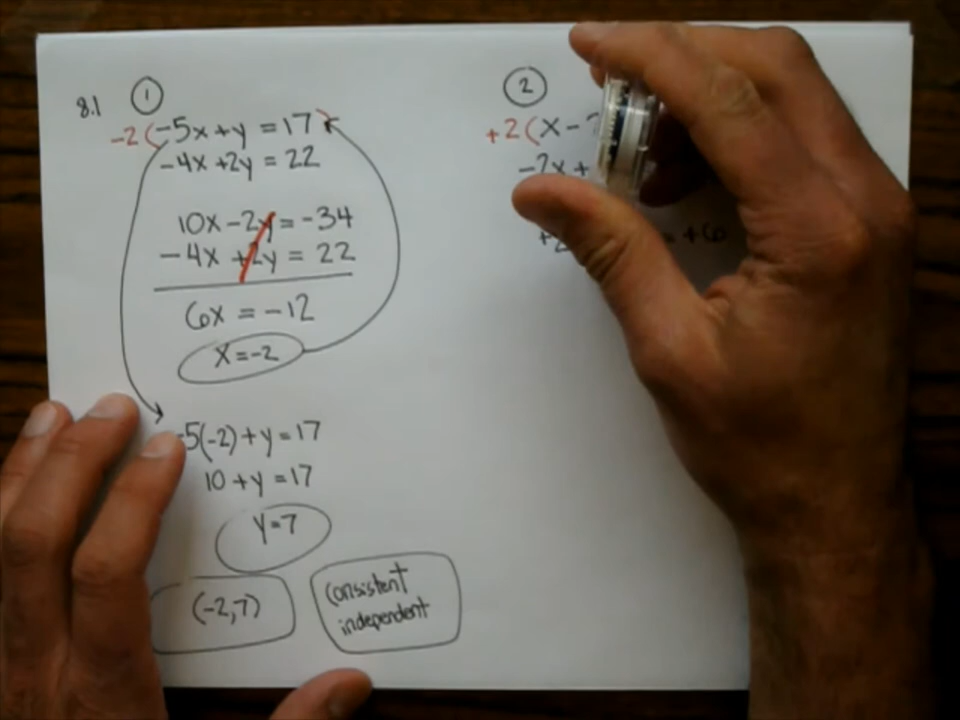 8.1 ①
-2(-5x+y=17)
-4x+2y=22
10x-2y=-34
-4x+2y=22
6x=-12
x=-2
-5(-2)+y=17
10+y=17
y=7
(-2,7)
consistent
independent
②
+2(x-
-2x+
=+6